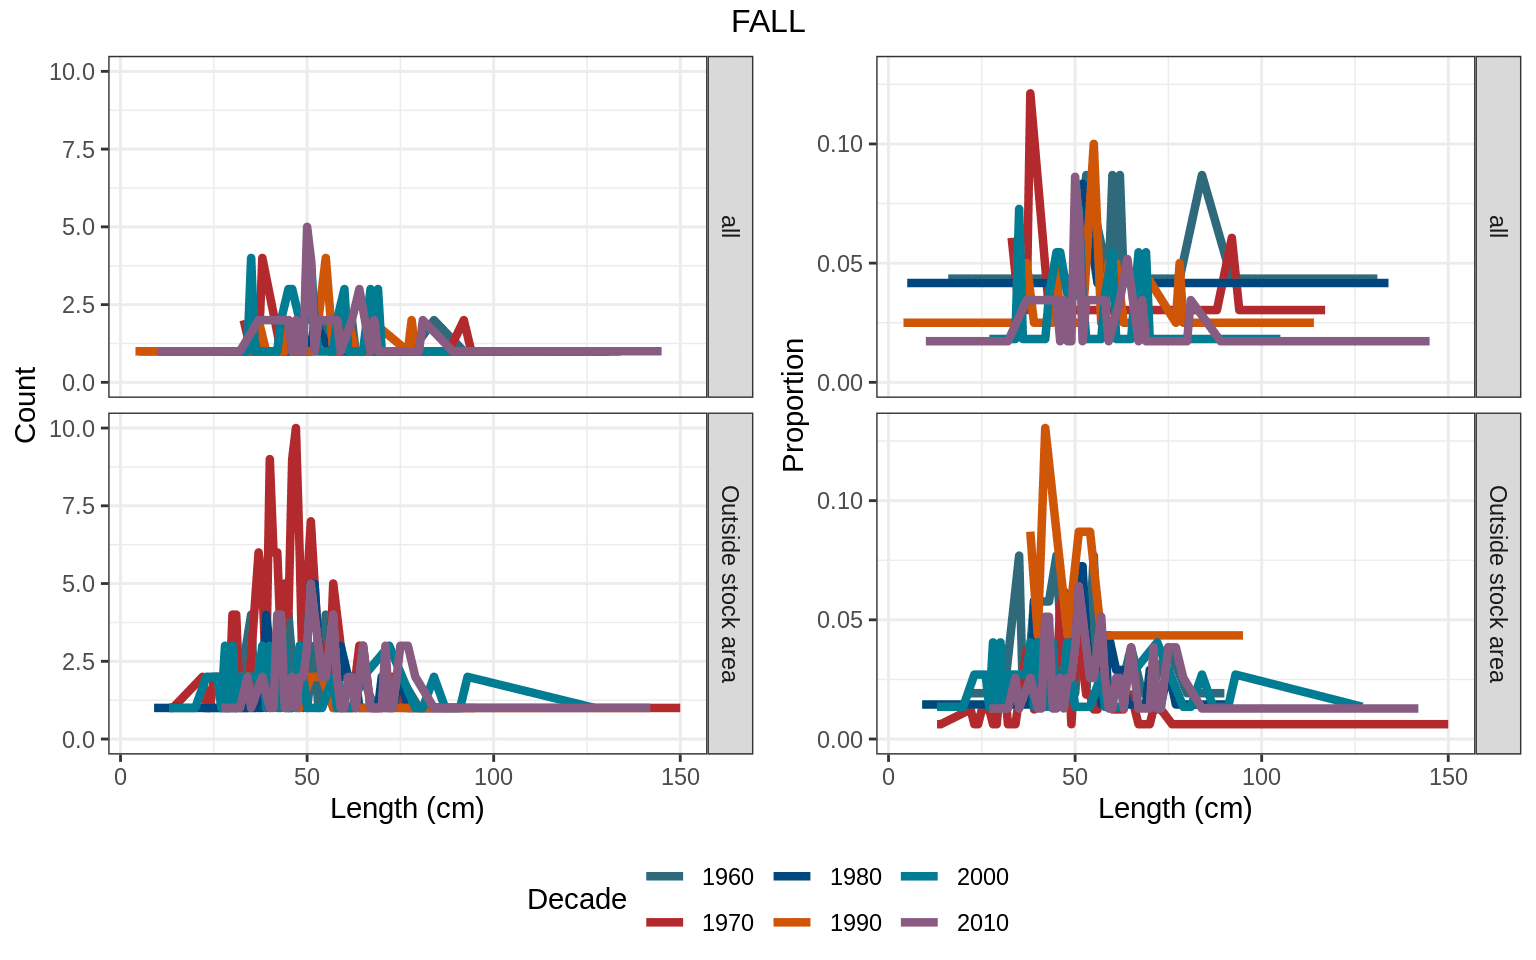 FALL
Count
10.0
7.5
5.0
2.5
0.0
all
10.0
7.5
5.0
2.5
0.0
Outside stock area
0 50 100 150
Length (cm)
Proportion
0.10
0.05
0.00
all
0.10
0.05
0.00
Outside stock area
0 50 100 150
Length (cm)
Decade
1960 1980 2000
1970 1990 2010